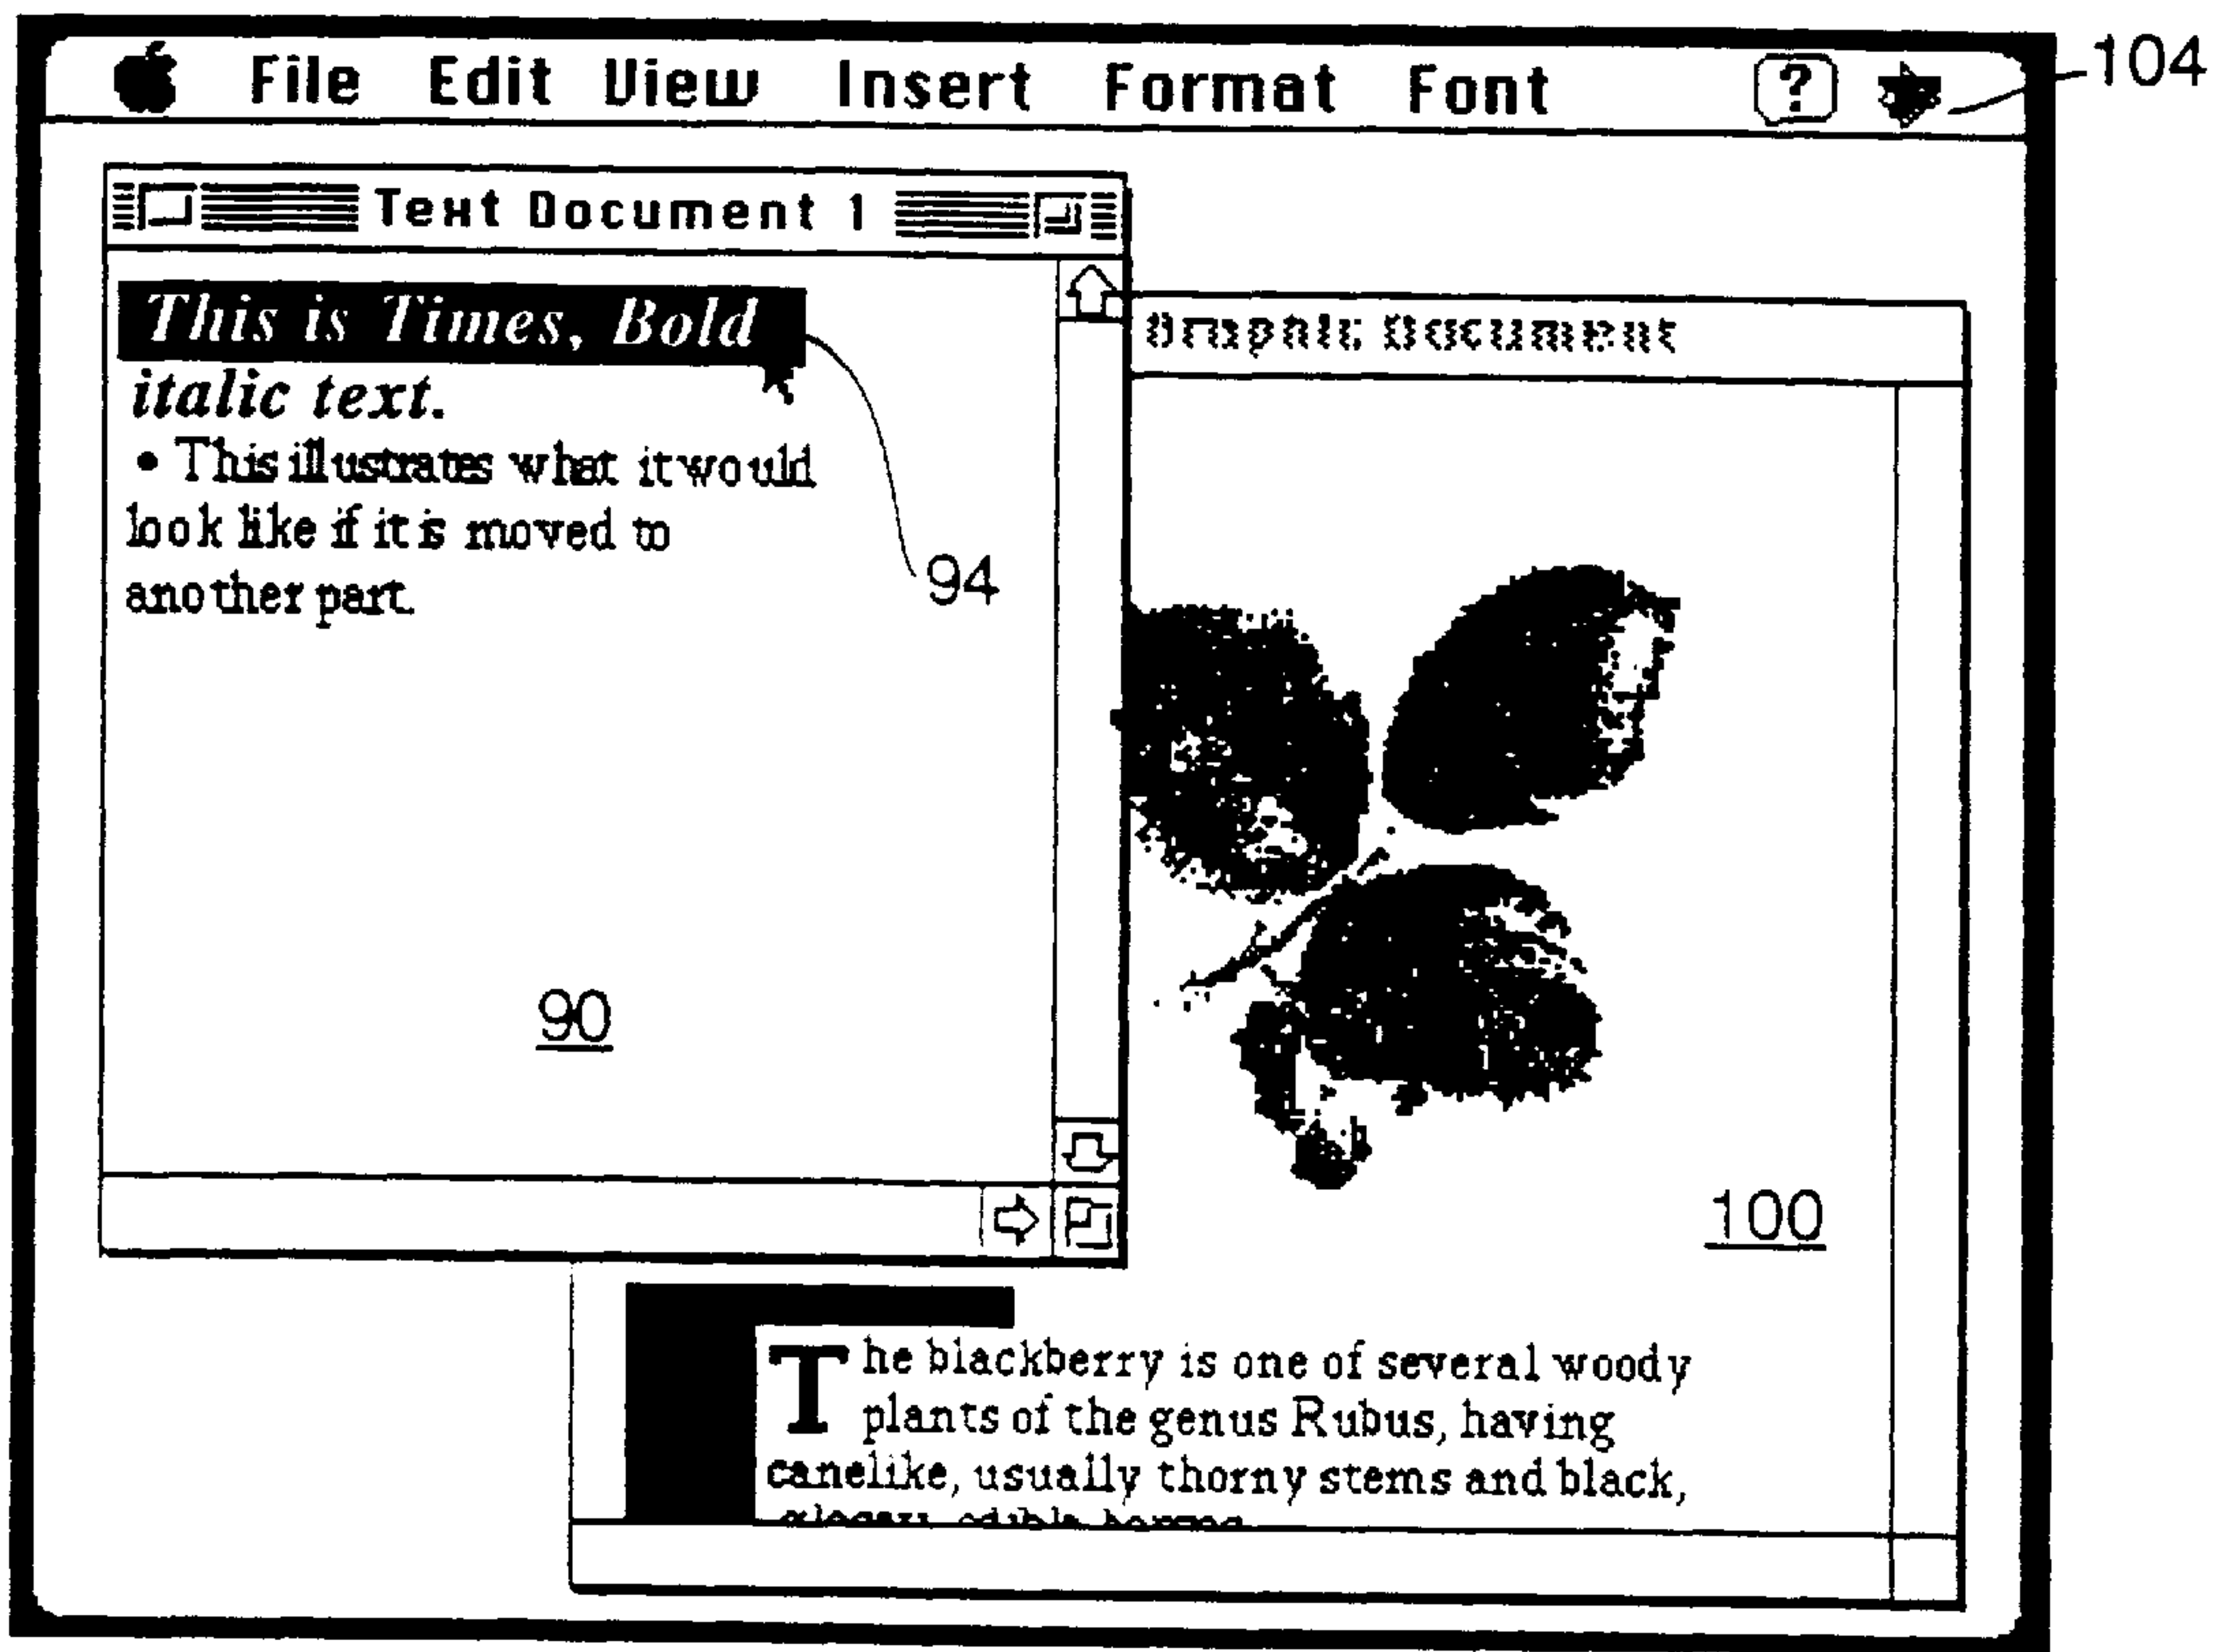 File Edit View Insert Format Font ?
104
Text Document 1
This is Times, Bold
italic text.
• This illustrates what it would
look like if it is moved to
another part.
94
90
Graphic Document
100
The blackberry is one of several woody
plants of the genus Rubus, having
canelike, usually thorny stems and black,